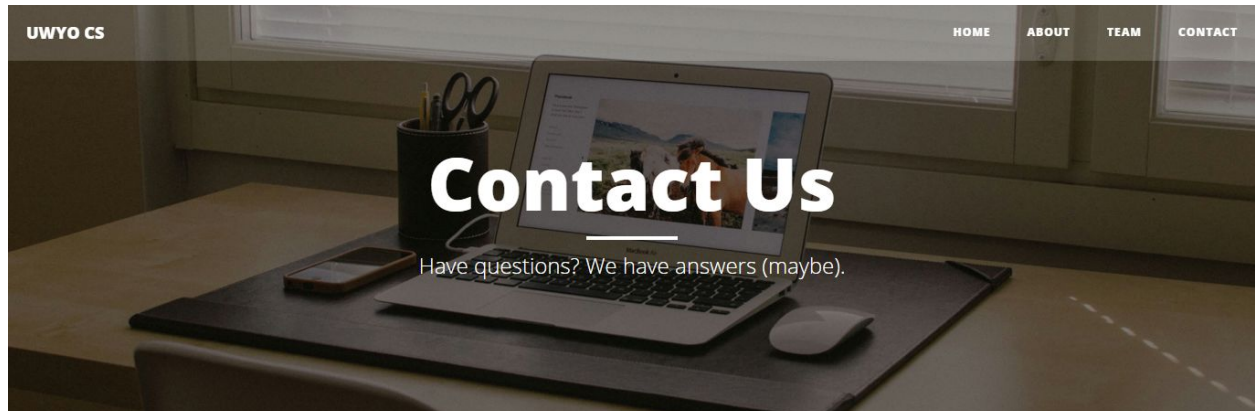 UWYO CS
HOME ABOUT TEAM CONTACT
Contact Us
Have questions? We have answers (maybe).